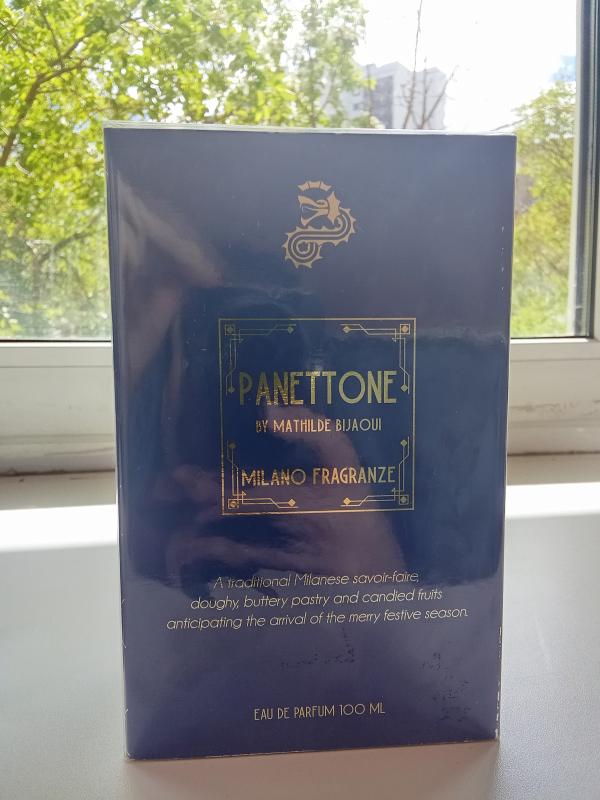 PANETTONE
BY MATHILDE BIJAOUI
MILANO FRAGRANZE
A traditional Milanese savoir-faire,
doughy, buttery pastry and candied fruits
anticipating the arrival of the merry festive season.
EAU DE PARFUM 100 ML